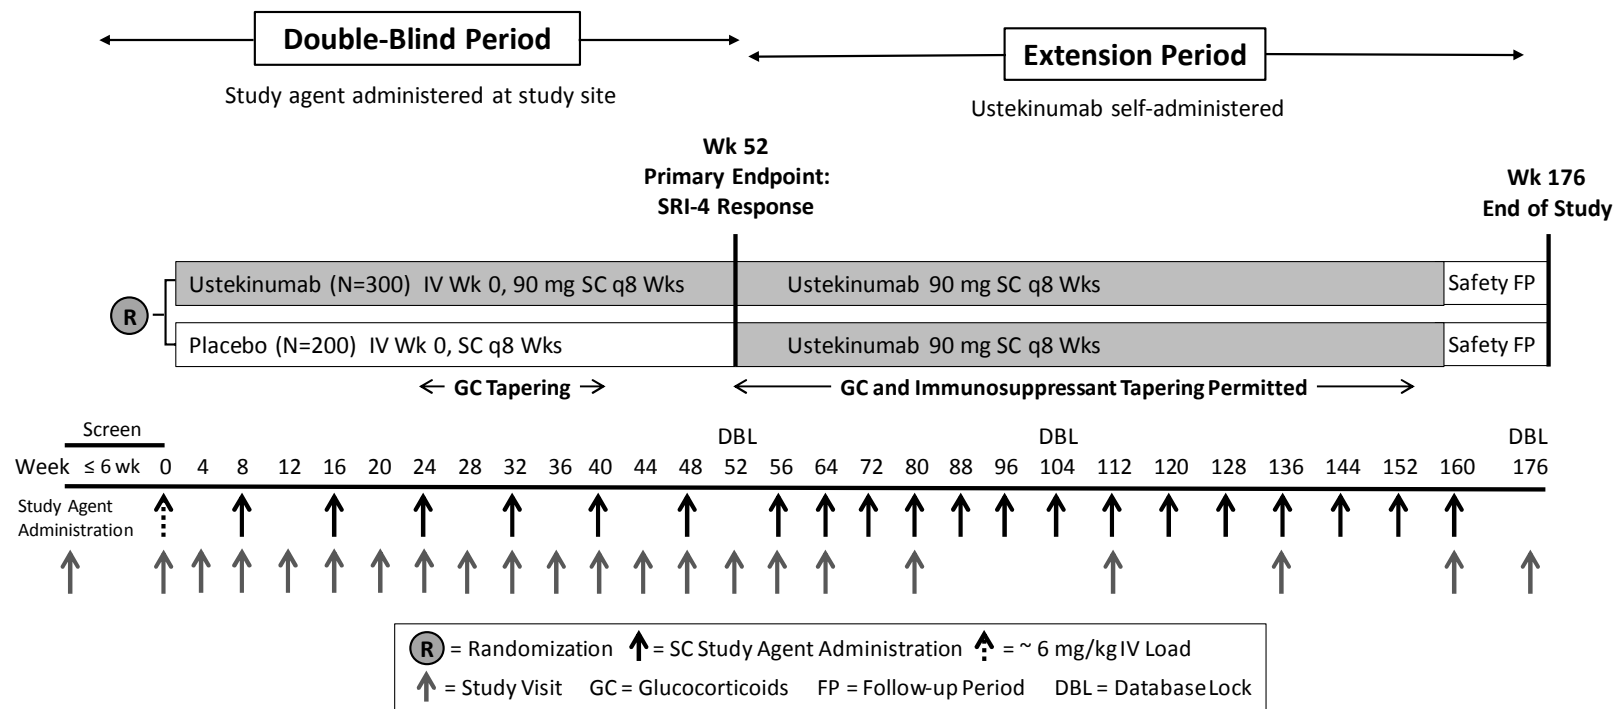 Double-Blind Period
Extension Period
Study agent administered at study site
Ustekinumab self-administered
Wk 52
Primary Endpoint:
SRI-4 Response
Wk 176
End of Study
R
Ustekinumab (N=300) IV Wk 0, 90 mg SC q8 Wks
Ustekinumab 90 mg SC q8 Wks
Safety FP
Placebo (N=200) IV Wk 0, SC q8 Wks
Ustekinumab 90 mg SC q8 Wks
Safety FP
GC Tapering
GC and Immunosuppressant Tapering Permitted
Screen
DBL DBL DBL
Week ≤ 6 wk 0 4 8 12 16 20 24 28 32 36 40 44 48 52 56 64 72 80 88 96 104 112 120 128 136 144 152 160 176
Study Agent
Administration
R = Randomization = SC Study Agent Administration = ~ 6 mg/kg IV Load
= Study Visit GC = Glucocorticoids FP = Follow-up Period DBL = Database Lock